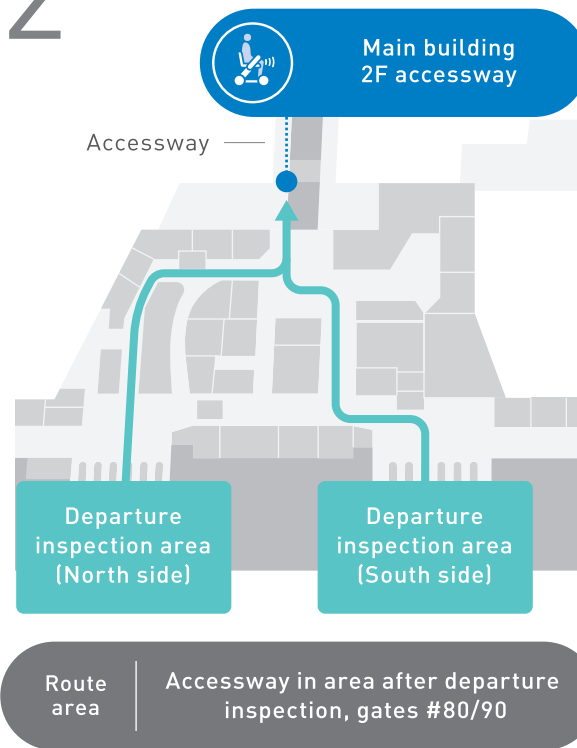 2
Main building
2F accessway
Accessway
Departure
inspection area
(North side)
Departure
inspection area
(South side)
Route
area
Accessway in area after departure
inspection, gates #80/90